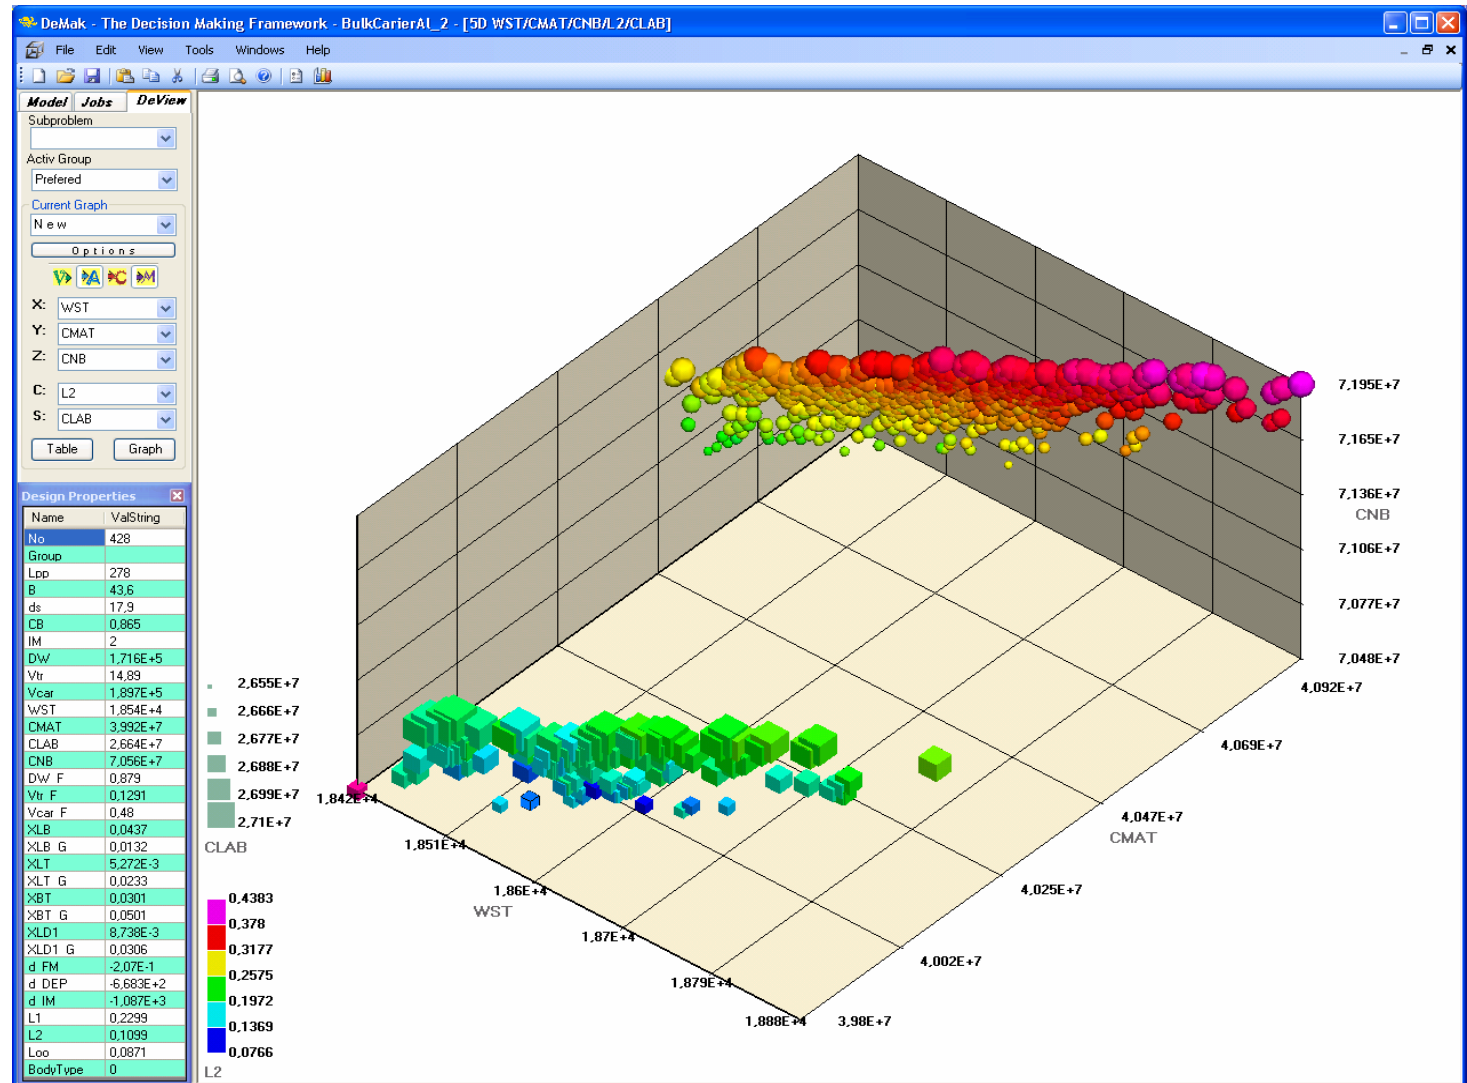 DeMak - The Decision Making Framework - BulkCarierAL_2 - [5D WST/CMAT/CNB/L2/CLAB]
File Edit View Tools Windows Help
Model Jobs DeView
Subproblem
Activ Group
Prefered
Current Graph
New
Options
V A C M
X: WST
Y: CMAT
Z: CNB
C: L2
S: CLAB
Table Graph
Design Properties
Name ValString
No 428
Group
Lpp 278
B 43,6
ds 17,9
CB 0,865
IM 2
DW 1,716E+5
Vtr 14,89
Vcar 1,897E+5
WST 1,854E+4
CMAT 3,992E+7
CLAB 2,664E+7
CNB 7,056E+7
DW F 0,879
Vtr F 0,1291
Vcar F 0,48
XLB 0,0437
XLB G 0,0132
XLT 5,272E-3
XLT G 0,0233
XBT 0,0301
XBT G 0,0501
XLD1 8,738E-3
XLD1 G 0,0306
d FM -2,07E-1
d DEP -6,683E+2
d IM -1,087E+3
L1 0,2299
L2 0,1099
Loo 0,0871
BodyType 0
2,655E+7
2,666E+7
2,677E+7
2,688E+7
2,699E+7
2,71E+7
CLAB
0,4383
0,378
0,3177
0,2575
0,1972
0,1369
0,0766
L2
1,842E+4
1,851E+4
1,86E+4
WST
1,87E+4
1,879E+4
1,888E+4
3,98E+7
4,002E+7
4,025E+7
CMAT
4,047E+7
4,069E+7
4,092E+7
7,195E+7
7,165E+7
7,136E+7
CNB
7,106E+7
7,077E+7
7,048E+7